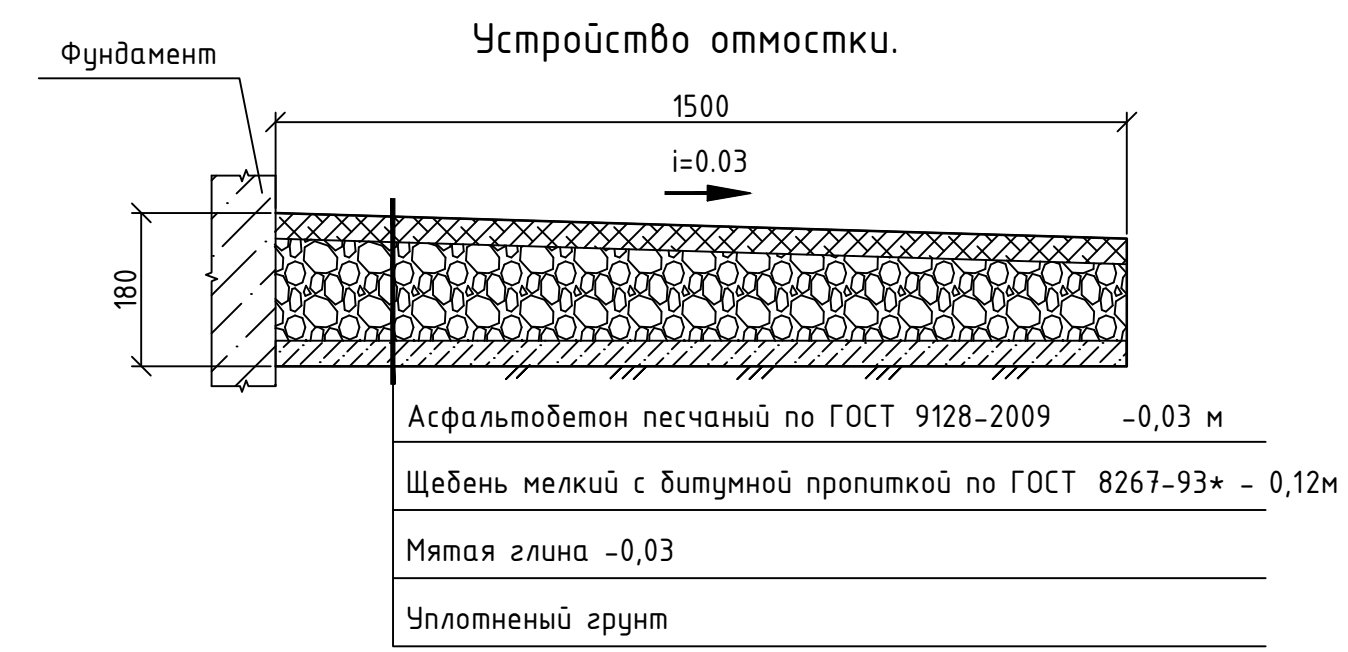 Устройство отмостки.
Фундамент
1500
i=0.03
180
Асфальтобетон песчаный по ГОСТ 9128-2009 -0,03 м
Щебень мелкий с битумной пропиткой по ГОСТ 8267-93* - 0,12м
Мятая глина -0,03
Уплотненый грунт